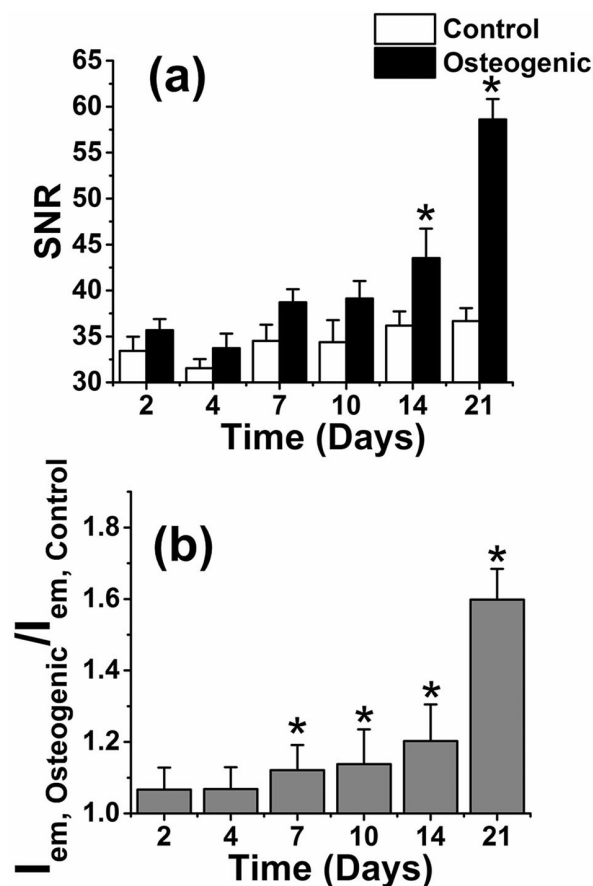 Control
Osteogenic
(a)
65
60
55
50
45
40
35
30
SNR
*
*
2 4 7 10 14 21
Time (Days)
(b)
1.8
1.6
1.4
1.2
1.0
Iem, Osteogenic/Iem, Control
* * * *
2 4 7 10 14 21
Time (Days)